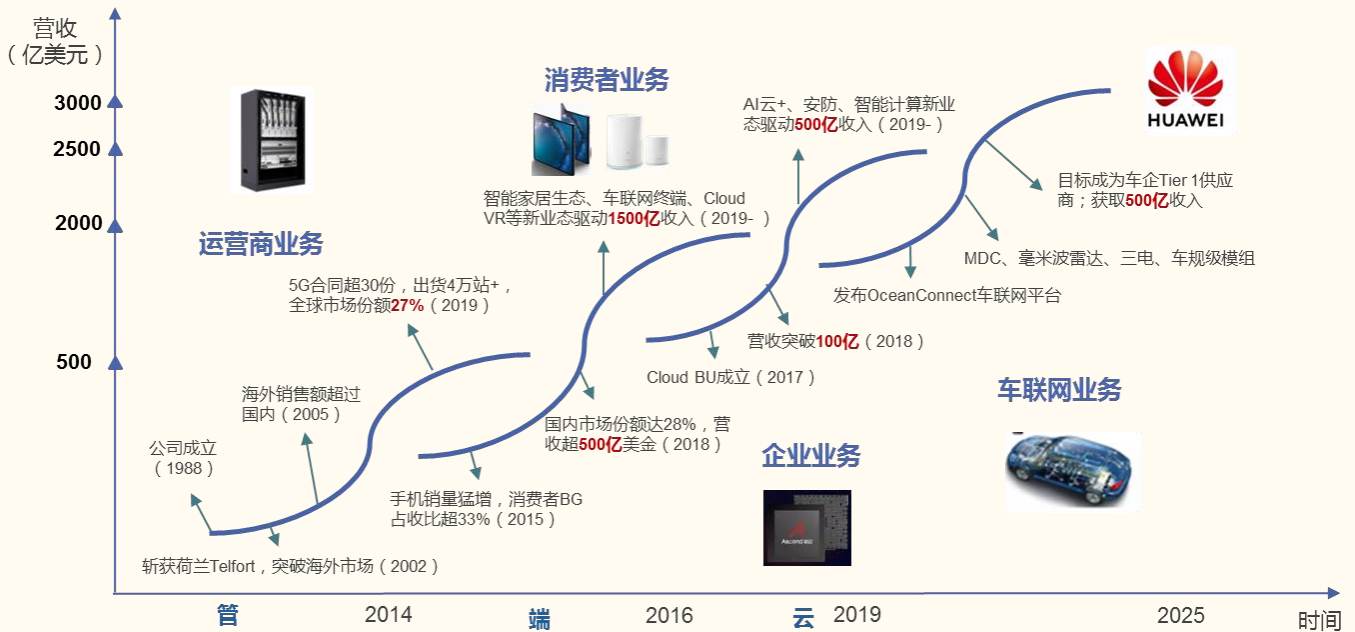 营收
（亿美元）
3000
2500
2000
500
运营商业务
5G合同超30份，出货4万站+，
全球市场份额27%（2019）
海外销售额超过
国内（2005）
公司成立
（1988）
斩获荷兰Telfort，突破海外市场（2002）
消费者业务
智能家居生态、车联网终端、Cloud
VR等新业态驱动1500亿收入（2019- ）
国内市场份额达28%，营
收超500亿美金（2018）
手机销量猛增，消费者BG
占收比超33%（2015）
AI云+、安防、智能计算新业
态驱动500亿收入（2019-）
营收突破100亿（2018）
Cloud BU成立（2017）
企业业务
Ascend
HUAWEI
目标成为车企Tier 1供应
商；获取500亿收入
MDC、毫米波雷达、三电、车规级模组
发布OceanConnect车联网平台
车联网业务
管
2014
端
2016
云
2019
2025
时间